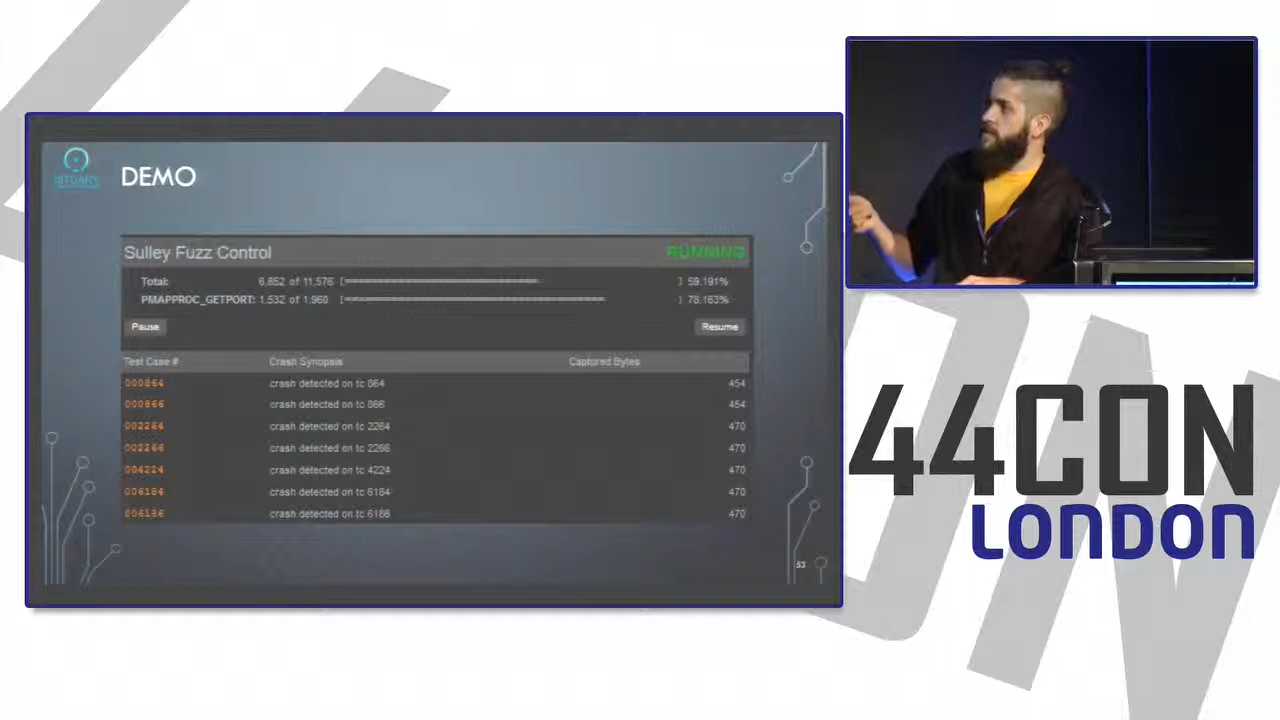 DEMO
Sulley Fuzz Control RUNNING
Total: 6,852 of 11,576 [==================== ] 59.191%
PMAPPROC_GETPORT: 1,532 of 1,960 [=========================== ] 78.163%
Pause Resume
Test Case # Crash Synopsis Captured Bytes
000864 crash detected on tc 864 454
000866 crash detected on tc 866 454
002264 crash detected on tc 2264 470
002266 crash detected on tc 2266 470
004224 crash detected on tc 4224 470
006184 crash detected on tc 6184 470
006186 crash detected on tc 6186 470
53
44CON
LONDON